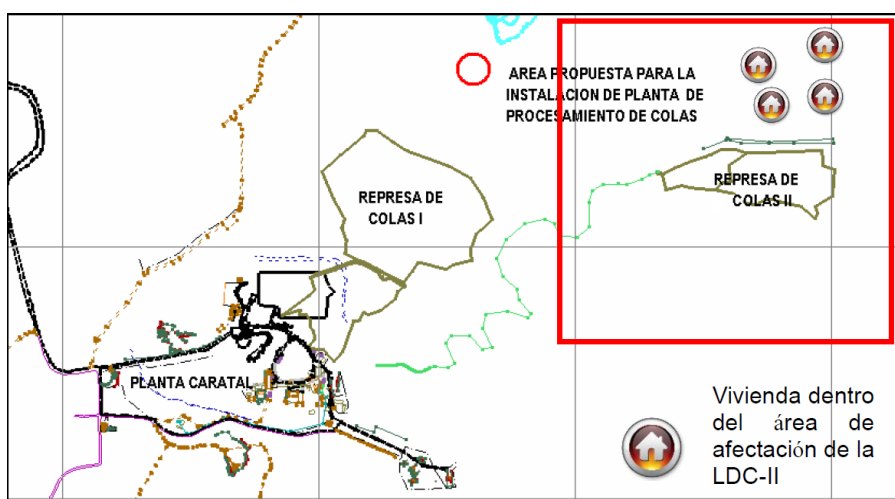 AREA PROPUESTA PARA LA
INSTALACION DE PLANTA DE
PROCESAMIENTO DE COLAS
REPRESA DE
COLAS I
REPRESA DE
COLAS II
PLANTA CARATAL
Vivienda dentro
del área de
afectación de la
LDC-II